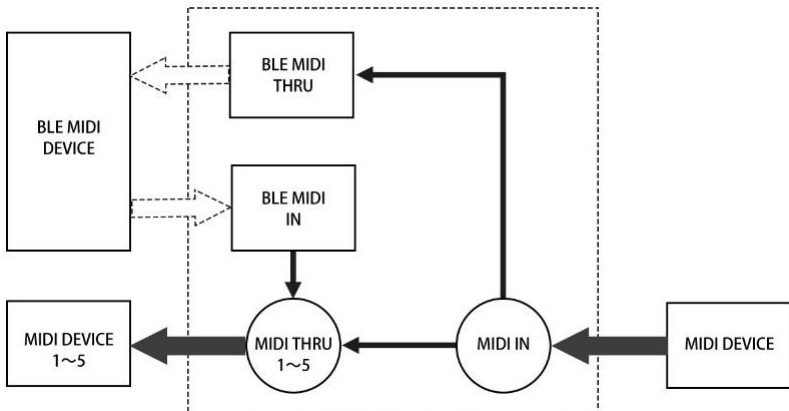 BLE MIDI
DEVICE
BLE MIDI
THRU
BLE MIDI
IN
MIDI DEVICE
1～5
MIDI THRU
1～5
MIDI IN
MIDI DEVICE